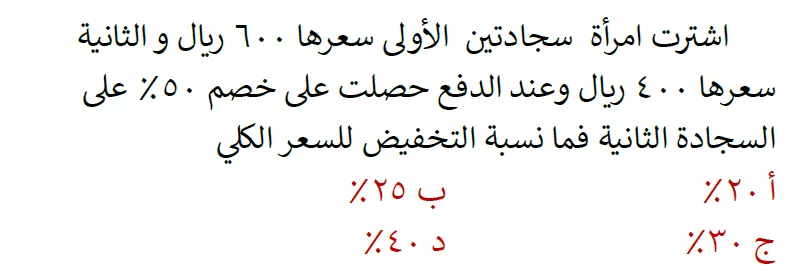 اشترت امرأة سجادتين الأولى سعرها ٦٠٠ ريال و الثانية
سعرها ٤٠٠ ريال وعند الدفع حصلت على خصم ٥٠٪ على
السجادة الثانية فما نسبة التخفيض للسعر الكلي
أ ٢٠٪ ب ٢٥٪
ج ٣٠٪ د ٤٠٪